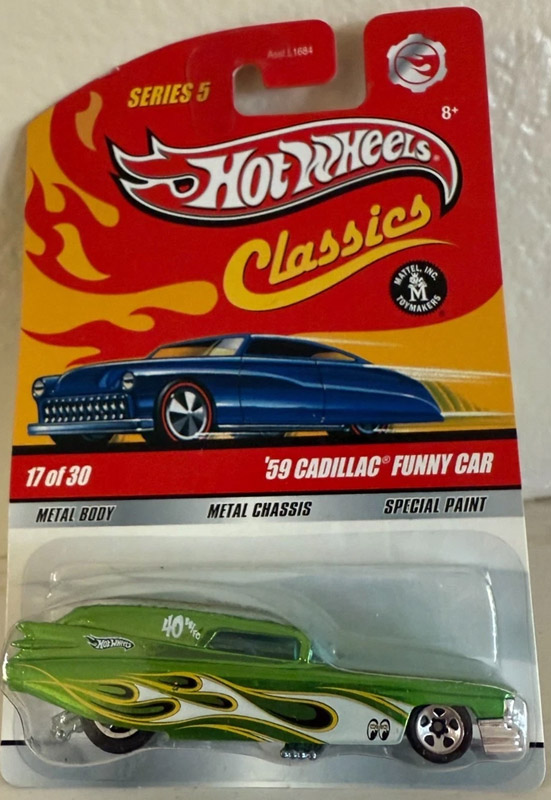 Asst.L1684
SERIES 5
8+
HOT WHEELS®
Classics
MATTEL, INC.
M
TOYMAKERS
®
17 of 30
'59 CADILLAC® FUNNY CAR
METAL BODY
METAL CHASSIS
SPECIAL PAINT
40
HOT WHEELS